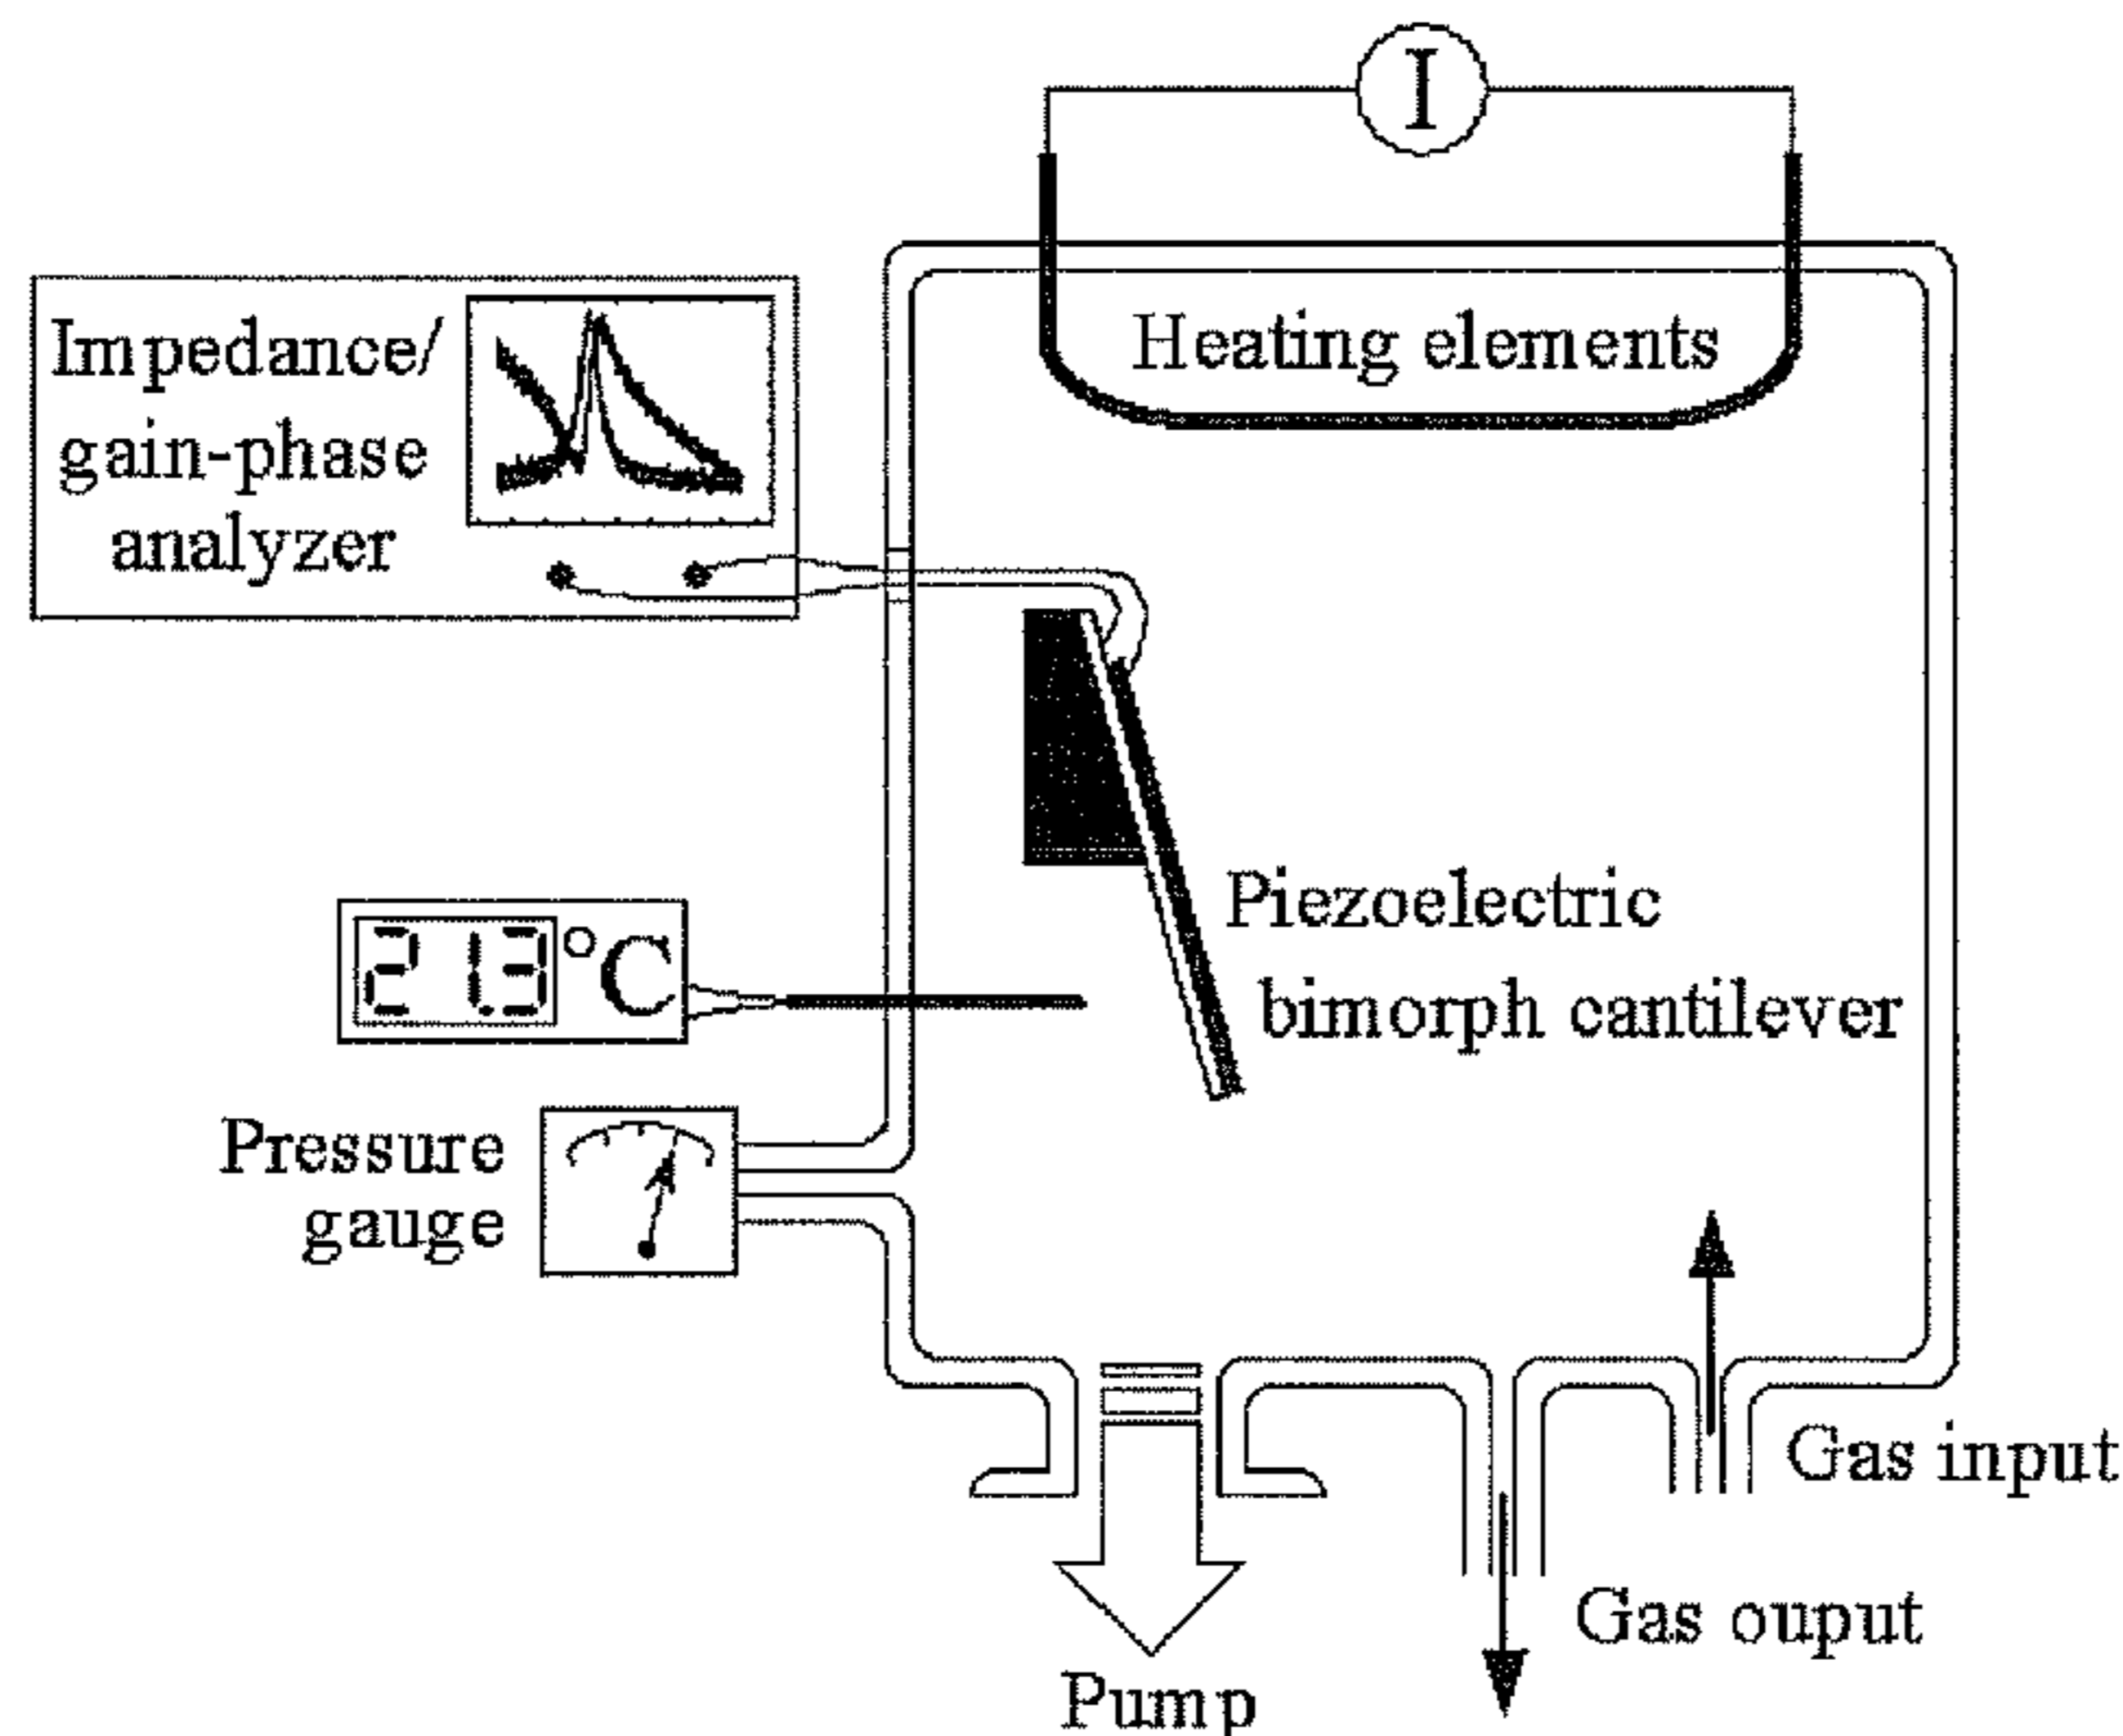 I
Heating elements
Impedance/
gain-phase
analyzer
Piezoelectric
bimorph cantilever
21.3 °C
Pressure
gauge
Gas input
Gas ouput
Pump